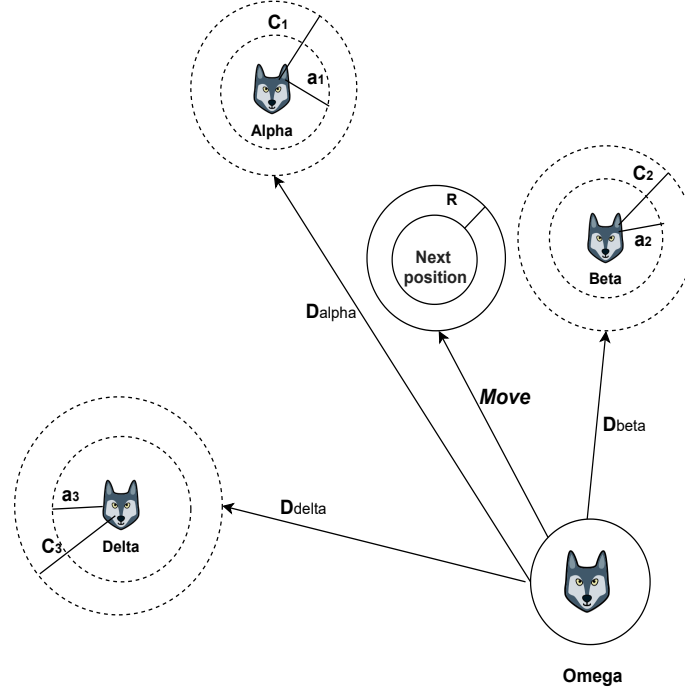 C1
a1
Alpha
C2
a2
Beta
R
Next
position
Dalpha
Move
Dbeta
a3
C3
Delta
Ddelta
Omega